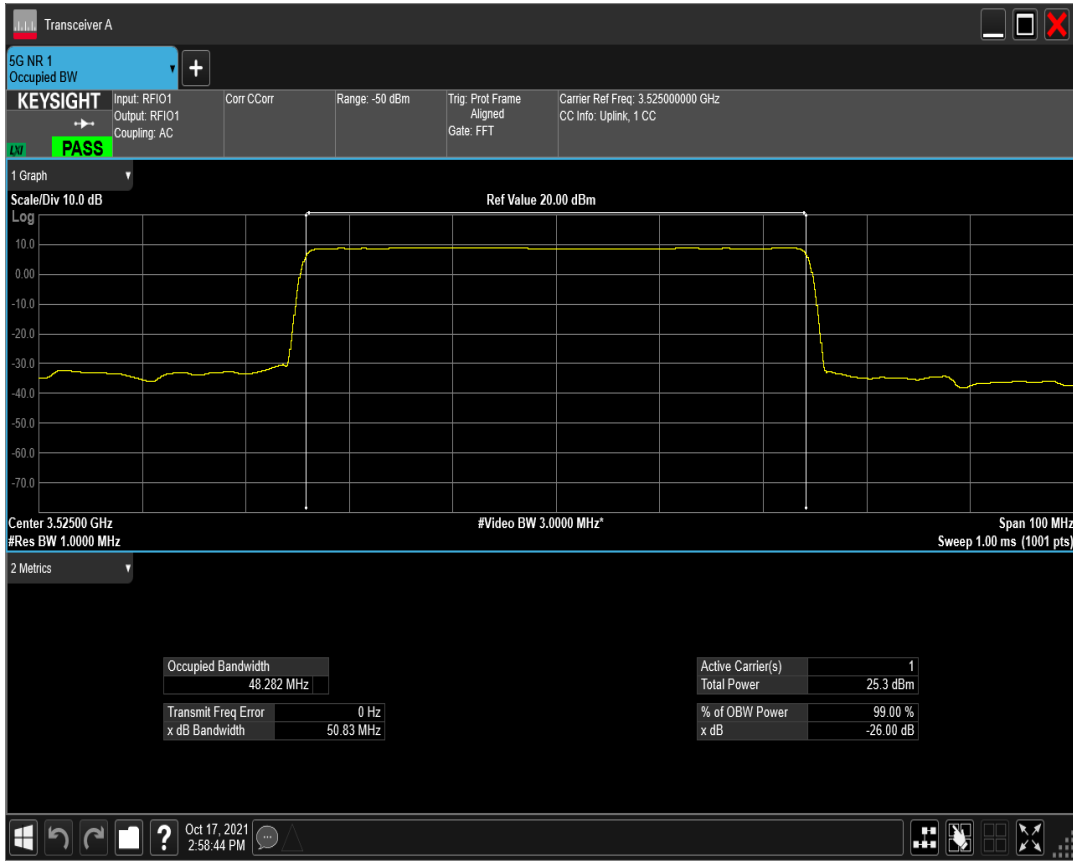 Transceiver A
5G NR 1
Occupied BW
KEYSIGHT
LXI
PASS
Input: RFIO1
Output: RFIO1
Coupling: AC
Corr CCorr
Range: -50 dBm
Trig: Prot Frame
Aligned
Gate: FFT
Carrier Ref Freq: 3.525000000 GHz
CC Info: Uplink, 1 CC
1 Graph
Scale/Div 10.0 dB
Ref Value 20.00 dBm
Log
10.0
0.00
-10.0
-20.0
-30.0
-40.0
-50.0
-60.0
-70.0
Center 3.52500 GHz
#Video BW 3.0000 MHz*
Span 100 MHz
#Res BW 1.0000 MHz
Sweep 1.00 ms (1001 pts)
2 Metrics
Occupied Bandwidth
48.282 MHz
Transmit Freq Error 0 Hz
x dB Bandwidth 50.83 MHz
Active Carrier(s) 1
Total Power 25.3 dBm
% of OBW Power 99.00 %
x dB -26.00 dB
?
Oct 17, 2021
2:58:44 PM